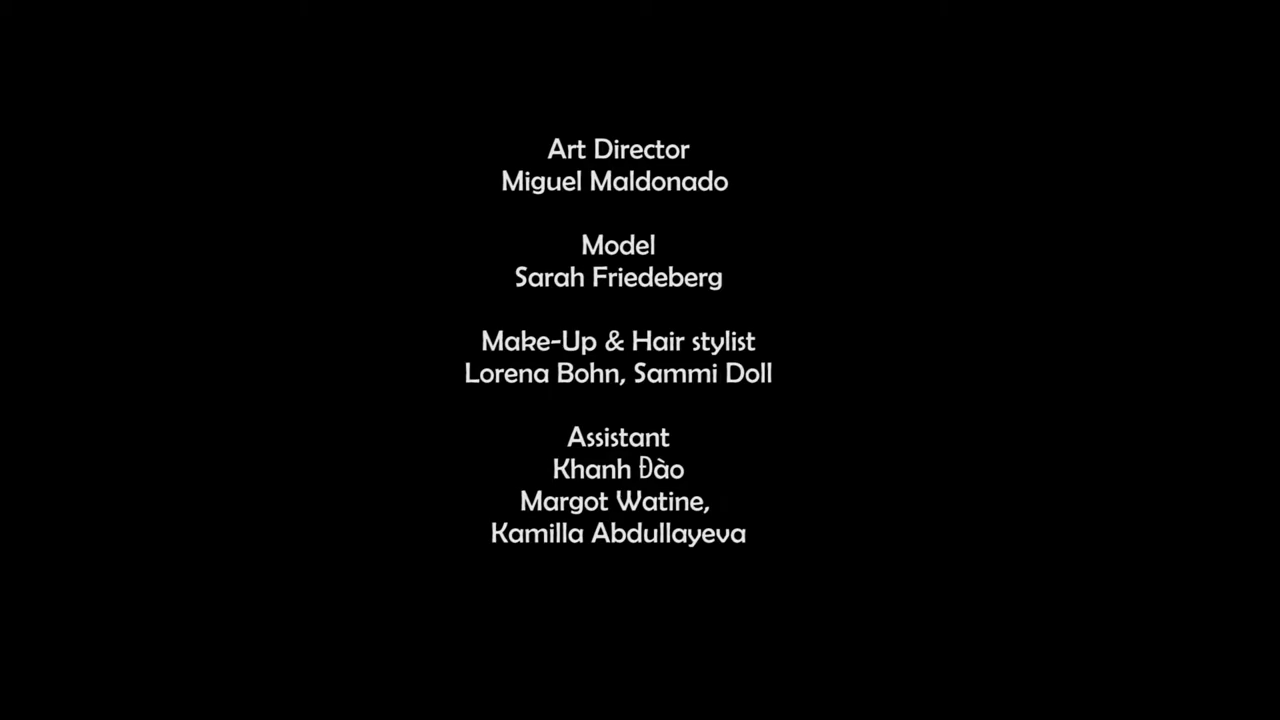 Art Director
Miguel Maldonado
Model
Sarah Friedeberg
Make-Up & Hair stylist
Lorena Bohn, Sammi Doll
Assistant
Khanh Đào
Margot Watine,
Kamilla Abdullayeva